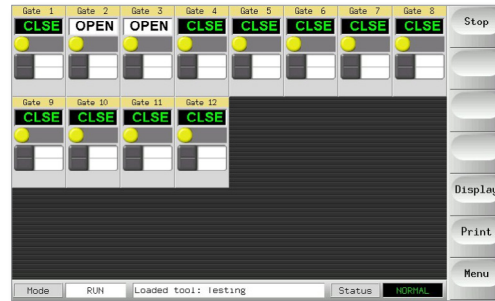 Gate 1 Gate 2 Gate 3 Gate 4 Gate 5 Gate 6 Gate 7 Gate 8
CLSE OPEN OPEN CLSE CLSE CLSE CLSE CLSE
Stop
Gate 9 Gate 10 Gate 11 Gate 12
CLSE CLSE CLSE CLSE
Display
Print
Menu
Mode RUN Loaded tool: Testing Status NORMAL